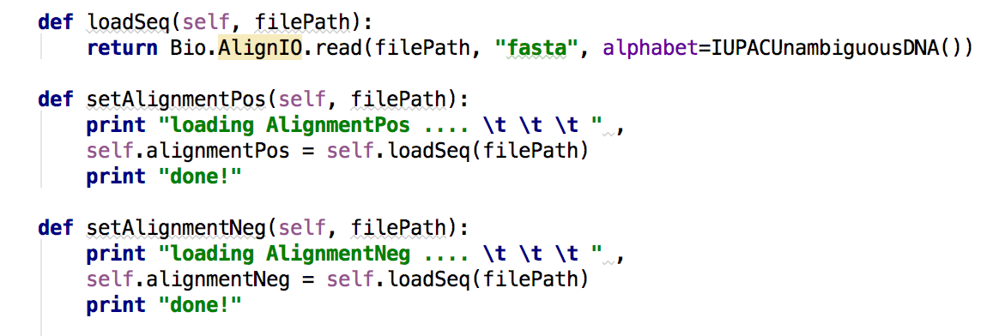 def loadSeq(self, filePath):
return Bio.AlignIO.read(filePath, "fasta", alphabet=IUPACUnambiguousDNA())
def setAlignmentPos(self, filePath):
print "loading AlignmentPos .... \t \t \t " ,
self.alignmentPos = self.loadSeq(filePath)
print "done!"
def setAlignmentNeg(self, filePath):
print "loading AlignmentNeg .... \t \t \t " ,
self.alignmentNeg = self.loadSeq(filePath)
print "done!"